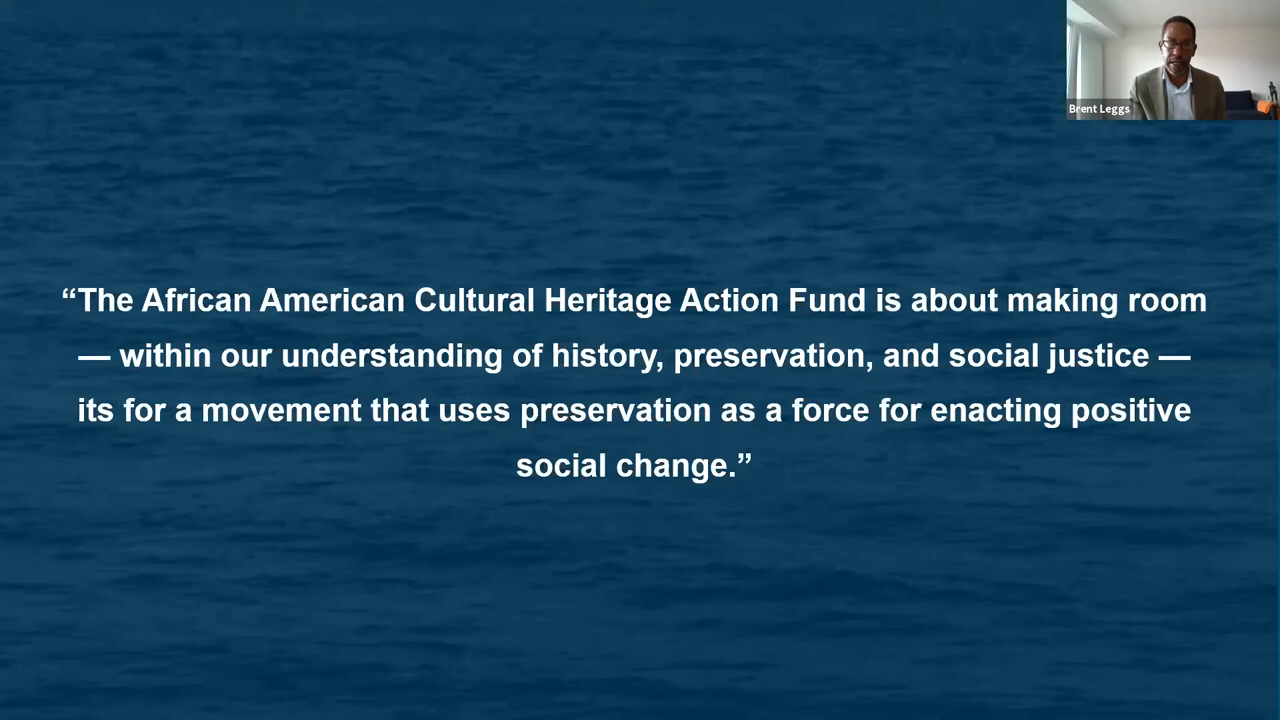 Brent Leggs
“The African American Cultural Heritage Action Fund is about making room
— within our understanding of history, preservation, and social justice —
its for a movement that uses preservation as a force for enacting positive
social change.”